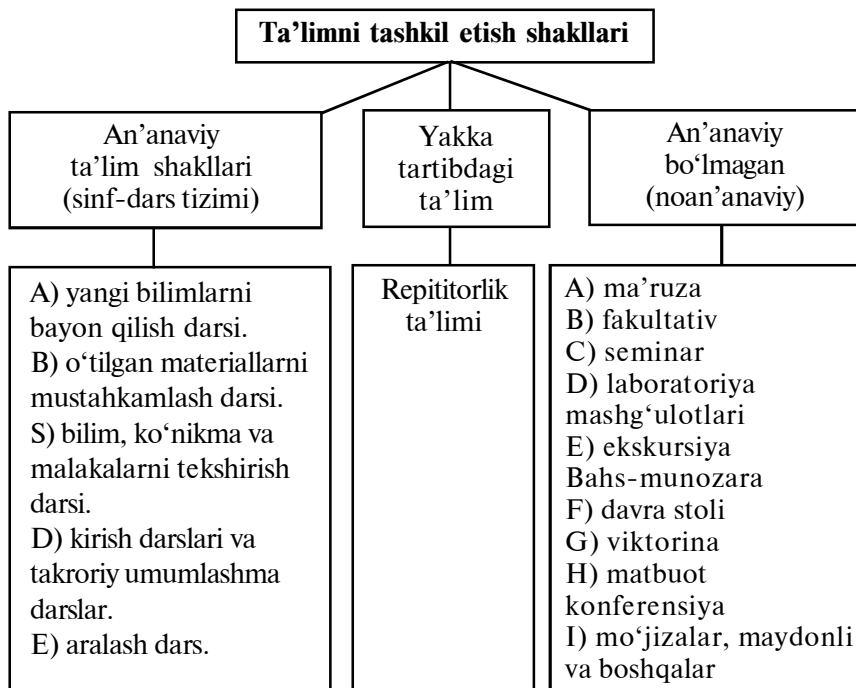 Ta’limni tashkil etish shakllari
An’anaviy
ta’lim shakllari
(sinf-dars tizimi)
Yakka
tartibdagi
ta’lim
An’anaviy
bo‘lmagan
(noan’anaviy)
A) yangi bilimlarni
bayon qilish darsi.
B) o‘tilgan materiallarni
mustahkamlash darsi.
S) bilim, ko‘nikma va
malakalarni tekshirish
darsi.
D) kirish darslari va
takroriy umumlashma
darslar.
E) aralash dars.
Repititorlik
ta’limi
A) ma’ruza
B) fakultativ
C) seminar
D) laboratoriya
mashg‘ulotlari
E) ekskursiya
Bahs-munozara
F) davra stoli
G) viktorina
H) matbuot
konferensiya
I) mo‘jizalar, maydonli
va boshqalar